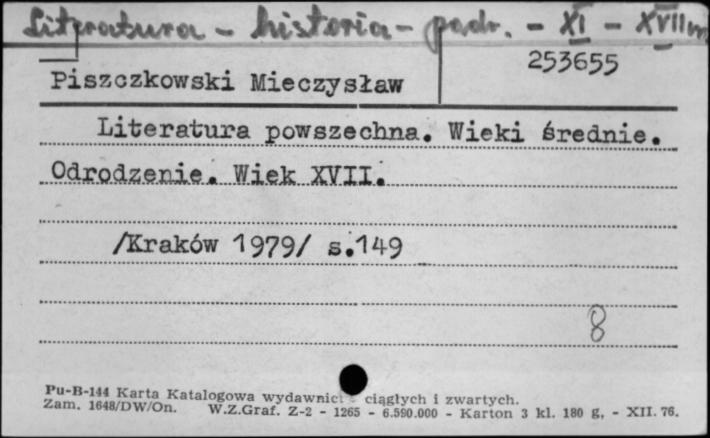 Literatura - historia - podr. - XI - XVII w.
253655
Piszczkowski Mieczysław
Literatura powszechna. Wieki średnie.
Odrodzenie. Wiek XVII.
/Kraków 1979/ s.149
8
Pu-B-144 Karta Katalogowa wydawnict - ciągłych i zwartych.
Zam. 1648/DW/On. W.Z.Graf. Z-2 - 1265 - 6.590.000 - Karton 3 kl. 180 g, - XII. 76.